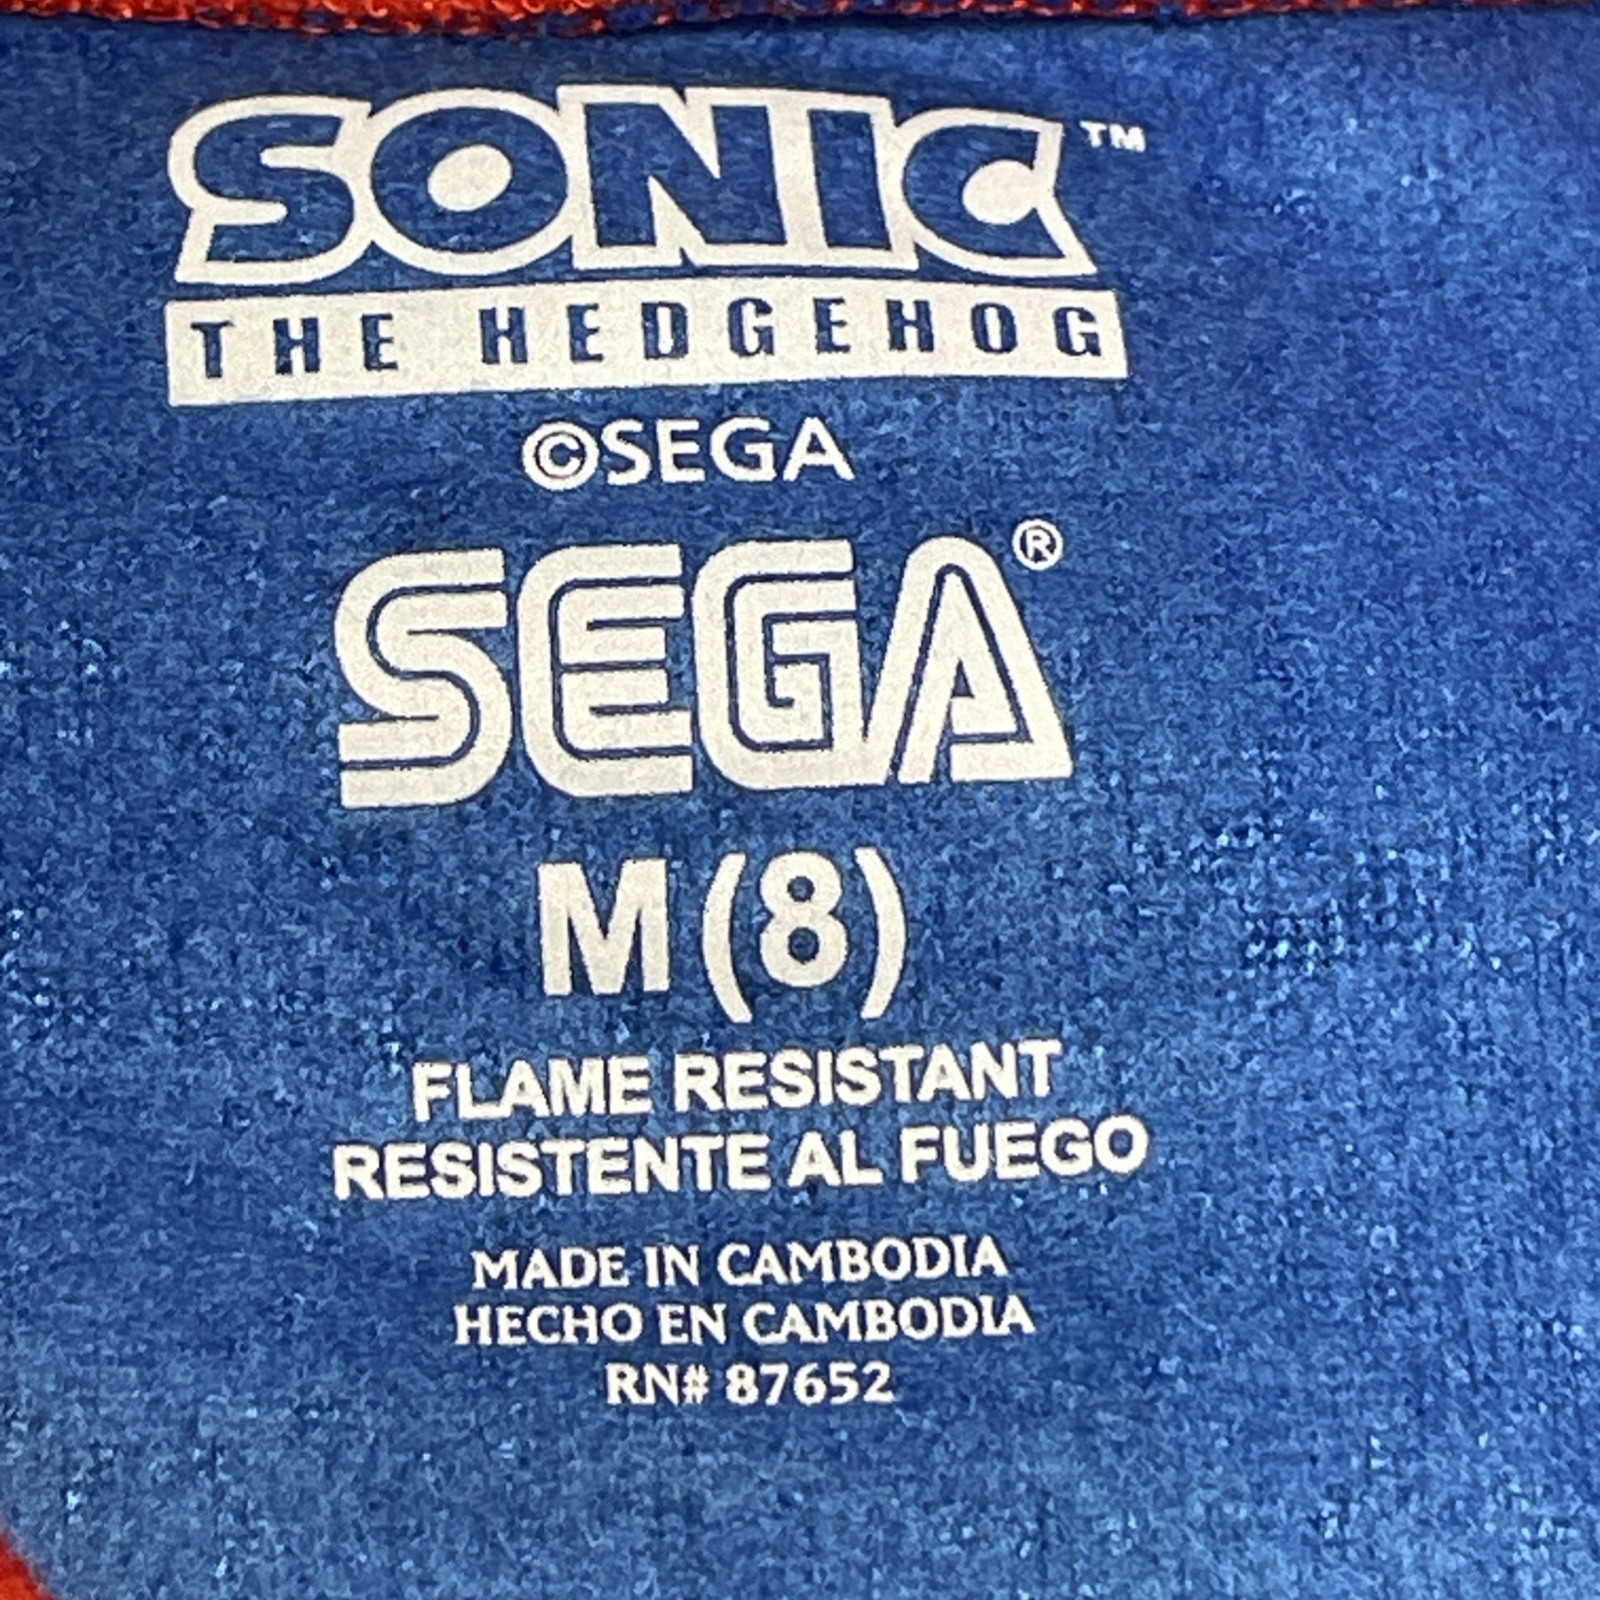 SONIC™
THE HEDGEHOG
©SEGA
SEGA®
M (8)
FLAME RESISTANT
RESISTENTE AL FUEGO
MADE IN CAMBODIA
HECHO EN CAMBODIA
RN# 87652